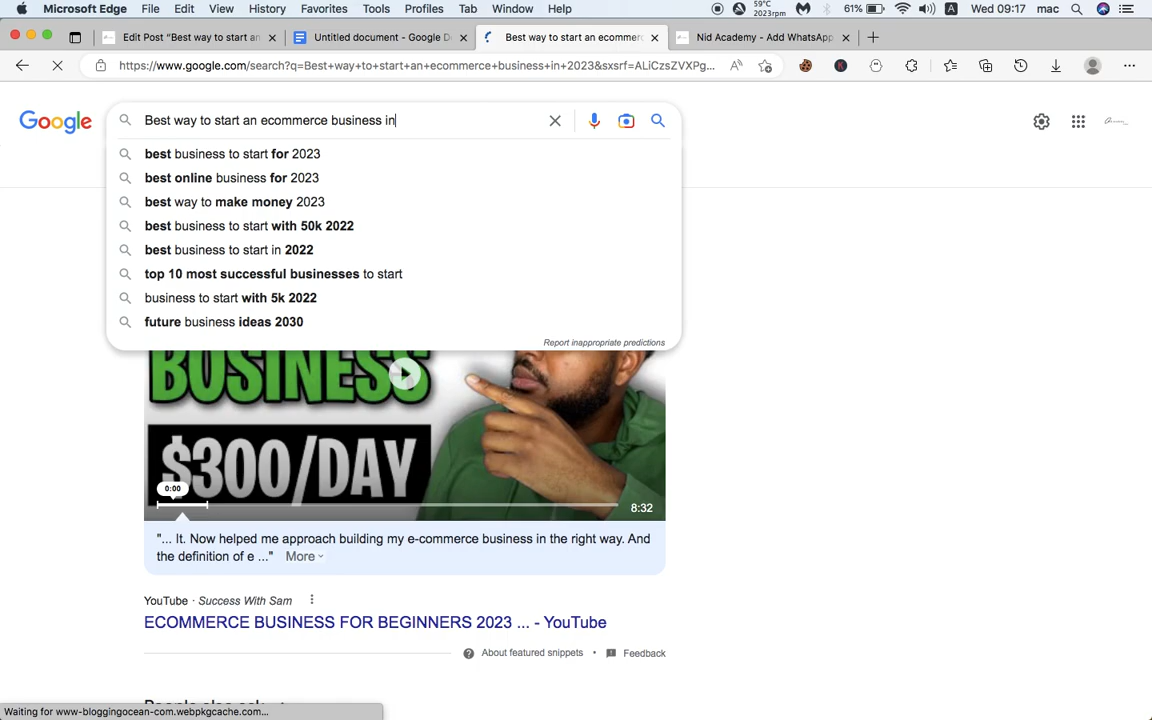 Microsoft Edge File Edit View History Favorites Tools Profiles Tab Window Help 59°C 2023rpm 61% A Wed 09:17 mac
Edit Post “Best way to start an Untitled document - Google D Best way to start an ecommerc Nid Academy - Add WhatsApp
https://www.google.com/search?q=Best+way+to+start+an+ecommerce+business+in+2023&sxsrf=ALiCzsZVXPg...
Google
Best way to start an ecommerce business in
best business to start for 2023
best online business for 2023
best way to make money 2023
best business to start with 50k 2022
best business to start in 2022
top 10 most successful businesses to start
business to start with 5k 2022
future business ideas 2030
Report inappropriate predictions
BUSINESS
$300/DAY
0:00
8:32
"... It. Now helped me approach building my e-commerce business in the right way. And
the definition of e ..." More
YouTube · Success With Sam
ECOMMERCE BUSINESS FOR BEGINNERS 2023 ... - YouTube
About featured snippets • Feedback
People also ask
Waiting for www-bloggingocean-com.webpkgcache.com...